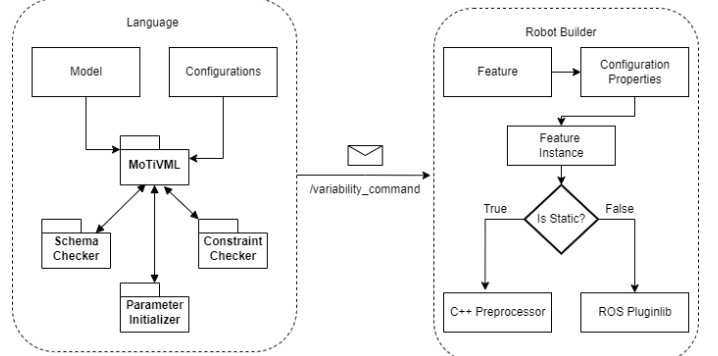 Language
Model
Configurations
MoTiVML
Schema
Checker
Constraint
Checker
Parameter
Initializer
/variability_command
Robot Builder
Feature
Configuration
Properties
Feature
Instance
Is Static?
True
False
C++ Preprocessor
ROS Pluginlib